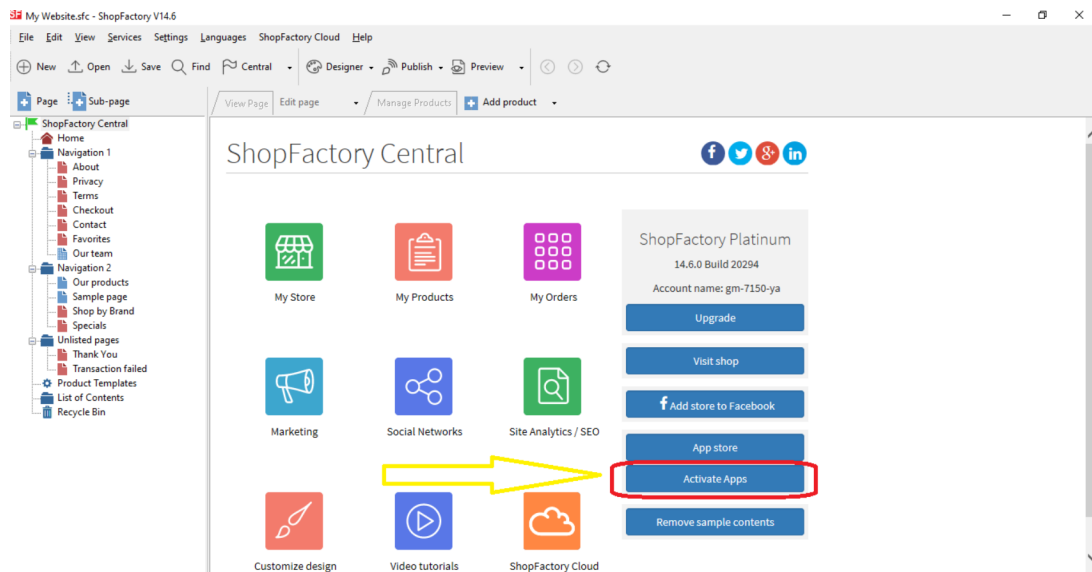 SF My Website.sfc - ShopFactory V14.6
File Edit View Services Settings Languages ShopFactory Cloud Help
New Open Save Find Central Designer Publish Preview
Page Sub-page View Page Edit page Manage Products Add product
ShopFactory Central
Home
Navigation 1
About
Privacy
Terms
Checkout
Contact
Favorites
Our team
Navigation 2
Our products
Sample page
Shop by Brand
Specials
Unlisted pages
Thank You
Transaction failed
Product Templates
List of Contents
Recycle Bin
ShopFactory Central
My Store My Products My Orders
Marketing Social Networks Site Analytics / SEO
Customize design Video tutorials ShopFactory Cloud
ShopFactory Platinum
14.6.0 Build 20294
Account name: gm-7150-ya
Upgrade
Visit shop
Add store to Facebook
App store
Activate Apps
Remove sample contents